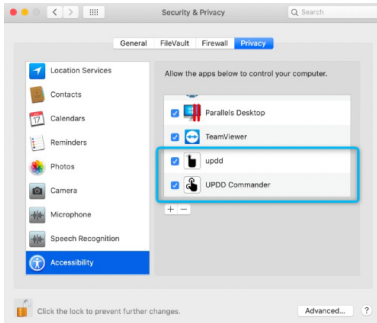 Security & Privacy
Search
General FileVault Firewall Privacy
Location Services
Contacts
17
Calendars
Reminders
Photos
Camera
Microphone
Speech Recognition
Accessibility
Allow the apps below to control your computer.
Parallels Desktop
TeamViewer
updd
UPDD Commander
+ −
Click the lock to prevent further changes.
Advanced... ?